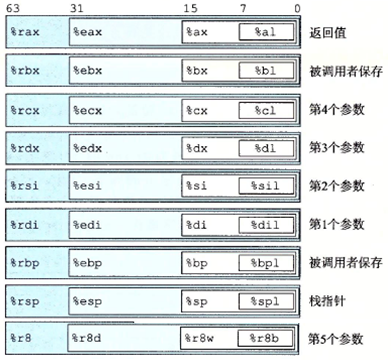 63 31 15 7 0
%rax %eax %ax %al 返回值
%rbx %ebx %bx %bl 被调用者保存
%rcx %ecx %cx %cl 第4个参数
%rdx %edx %dx %dl 第3个参数
%rsi %esi %si %sil 第2个参数
%rdi %edi %di %dil 第1个参数
%rbp %ebp %bp %bpl 被调用者保存
%rsp %esp %sp %spl 栈指针
%r8 %r8d %r8w %r8b 第5个参数